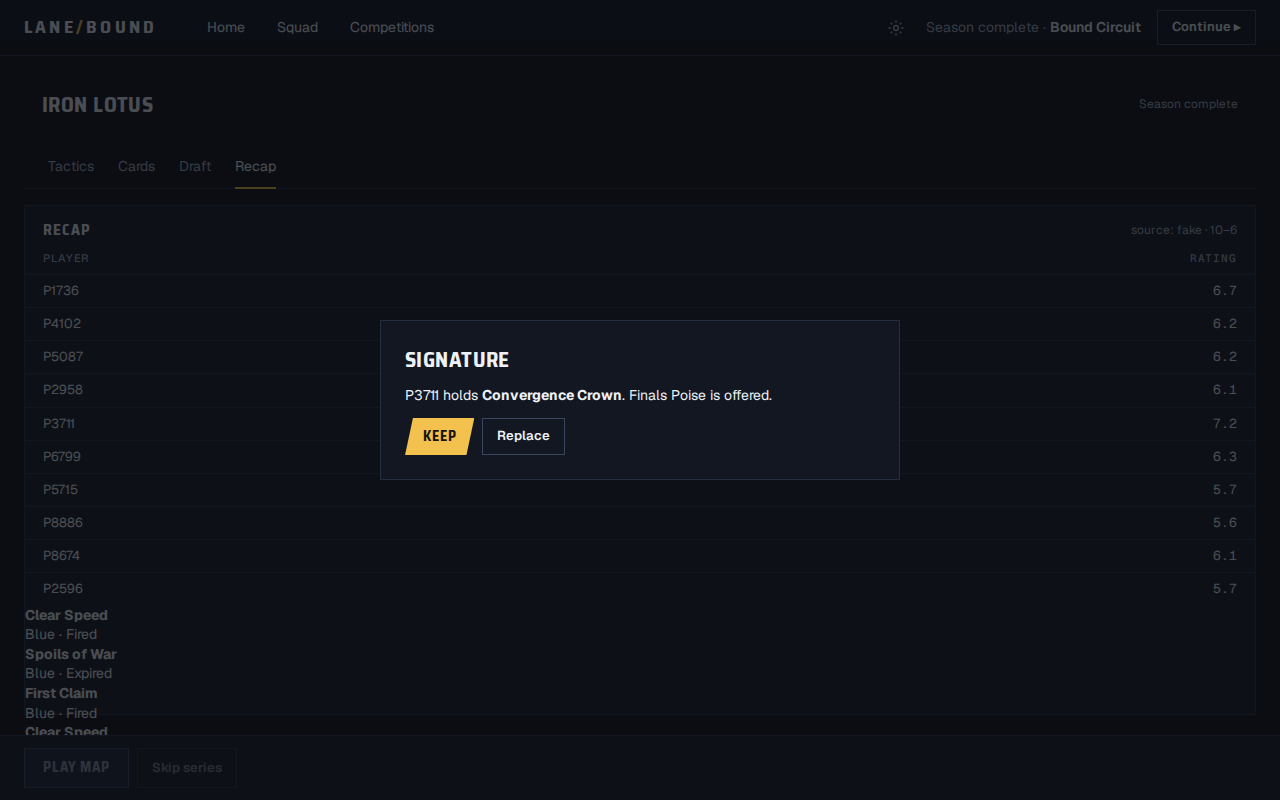 LANE/BOUND
Home Squad Competitions
Season complete · Bound Circuit
Continue ▸
IRON LOTUS
Season complete
Tactics Cards Draft Recap
RECAP
source: fake · 10–6
PLAYER RATING
P1736 6.7
P4102 6.2
P5087 6.2
P2958 6.1
P3711 7.2
P6799 6.3
P5715 5.7
P8886 5.6
P8674 6.1
P2596 5.7
SIGNATURE
P3711 holds Convergence Crown. Finals Poise is offered.
KEEP Replace
Clear Speed
Blue · Fired
Spoils of War
Blue · Expired
First Claim
Blue · Fired
Clear Speed
PLAY MAP Skip series